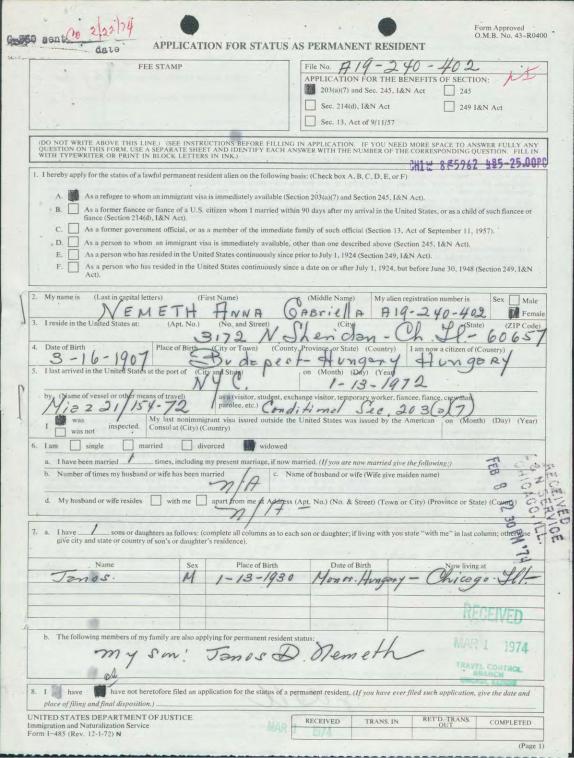 Form Approved
O.M.B. No. 43-R0400
G-360 sent Co 2/22/74
date
APPLICATION FOR STATUS AS PERMANENT RESIDENT
FEE STAMP
File No. A19-240-402
APPLICATION FOR THE BENEFITS OF SECTION:
203(a)(7) and Sec. 245, I&N Act 245
Sec. 214(d), I&N Act 249 I&N Act
Sec. 13, Act of 9/11/57
(DO NOT WRITE ABOVE THIS LINE.) (SEE INSTRUCTIONS BEFORE FILLING IN APPLICATION. IF YOU NEED MORE SPACE TO ANSWER FULLY ANY
QUESTION ON THIS FORM, USE A SEPARATE SHEET AND IDENTIFY EACH ANSWER WITH THE NUMBER OF THE CORRESPONDING QUESTION. FILL IN
WITH TYPEWRITER OR PRINT IN BLOCK LETTERS IN INK.)
1. I hereby apply for the status of a lawful permanent resident alien on the following basis: (Check box A, B, C, D, E, or F)
A. As a refugee to whom an immigrant visa is immediately available (Section 203(a)(7) and Section 245, I&N Act).
B. As a former fiancee or fiance of a U.S. citizen whom I married within 90 days after my arrival in the United States, or as a child of such fiancee or
fiance (Section 214(d), I&N Act).
C. As a former government official, or as a member of the immediate family of such official (Section 13, Act of September 11, 1957).
D. As a person to whom an immigrant visa is immediately available, other than one described above (Section 245, I&N Act).
E. As a person who has resided in the United States continuously since prior to July 1, 1924 (Section 249, I&N Act).
F. As a person who has resided in the United States continuously since a date on or after July 1, 1924, but before June 30, 1948 (Section 249, I&N
Act).
2. My name is (Last in capital letters) (First Name) (Middle Name) My alien registration number is Sex Male
NEMETH ANNA GABRIELLA A19-240-402 Female
3. I reside in the United States at: (Apt. No.) (No. and Street) (City) (State) (ZIP Code)
3172 N Sheridan - Ch Il - 60657
4. Date of Birth Place of Birth (City or Town) (County, Province or State) (Country) I am now a citizen of (Country)
3-16-1907 Budapest - Hungary Hungary
5. I last arrived in the United States at the port of (City and State) on (Month) (Day) (Year)
NYC. 1-13-1972
by (Name of vessel or other means of travel) as a (visitor, student, exchange visitor, temporary worker, fiancee, fiance, crewman,
parolee, etc.) Conditional Sec. 203(a)(7)
I was
was not inspected. My last nonimmigrant visa issued outside the United States was issued by the American
Consul at (City) (Country) on (Month) (Day) (Year)
6. I am single married divorced widowed
a. I have been married 1 times, including my present marriage, if now married. (If you are now married give the following:)
b. Number of times my husband or wife has been married c. Name of husband or wife (Wife give maiden name)
N/A
d. My husband or wife resides with me apart from me at Address (Apt. No.) (No. & Street) (Town or City) (Province or State) (Country)
N/A -
RECEIVED
I & N SERVICE
CHICAGO, ILL.
7. a. I have 1 sons or daughters as follows: (complete all columns as to each son or daughter; if living with you state "with me" in last column; otherwise
give city and state or country of son's or daughter's residence).
Name Sex Place of Birth Date of Birth Now living at
Janos. M 1-13-1930 Hungary - Chicago
RECEIVED
MAR 1 1974
TRAVEL CONTROL
BRANCH
b. The following members of my family are also applying for permanent resident status:
My son: Janos D. Nemeth
8. I have have not heretofore filed an application for the status of a permanent resident. (If you have ever filed such application, give the date and
place of filing and final disposition.)
UNITED STATES DEPARTMENT OF JUSTICE
Immigration and Naturalization Service
Form I-485 (Rev. 12-1-72) N
RECEIVED TRANS. IN RET'D-TRANS. OUT COMPLETED
MAR 1974
(Page 1)